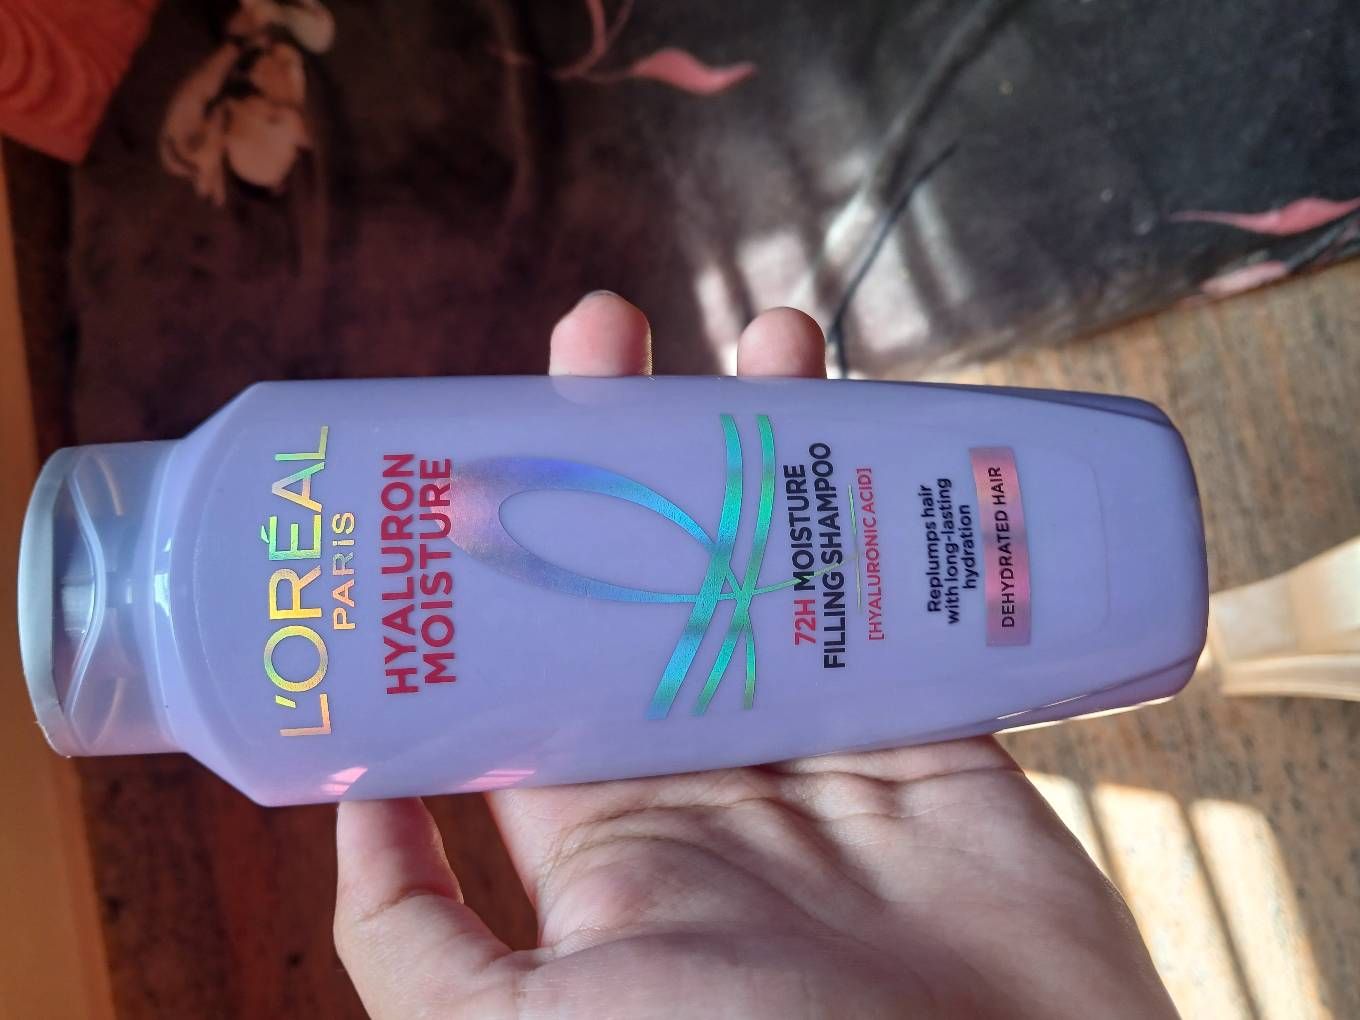 L'ORÉAL
PARIS
HYALURON
MOISTURE
72H MOISTURE
FILLING SHAMPOO
[HYALURONIC ACID]
Replumps hair
with long-lasting
hydration
DEHYDRATED HAIR